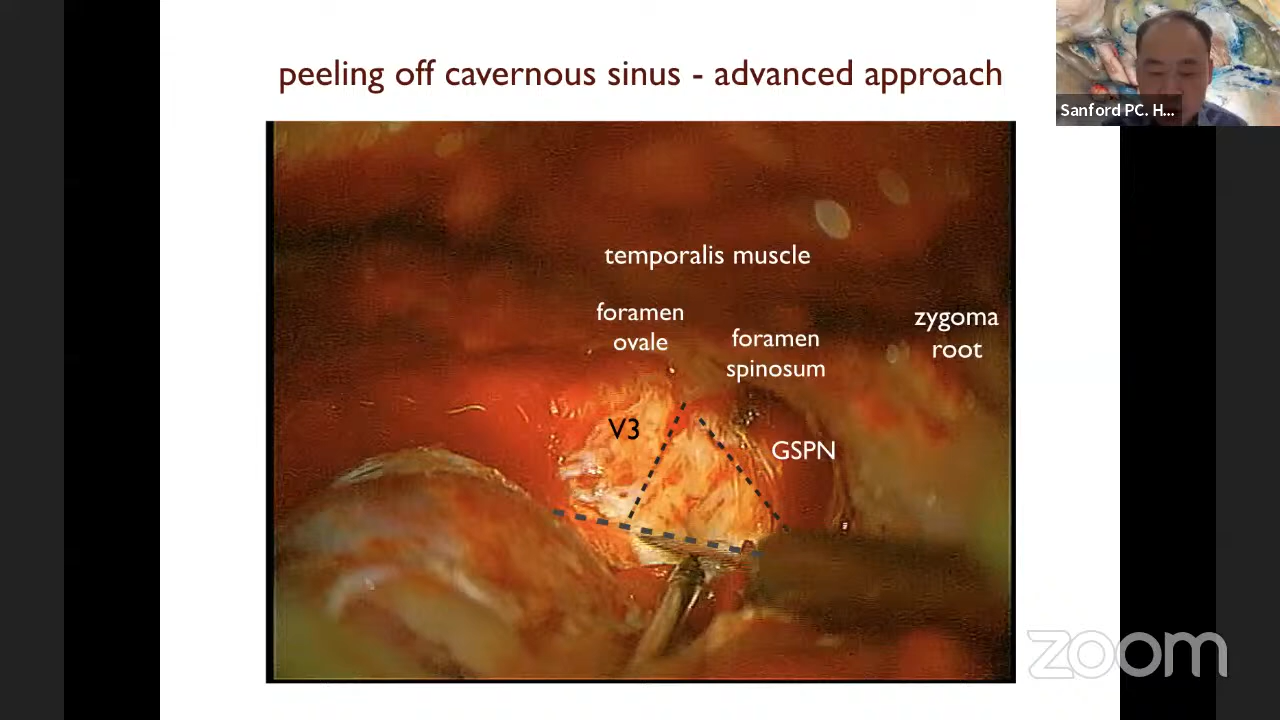 peeling off cavernous sinus - advanced approach
Sanford PC. H...
temporalis muscle
foramen
ovale
foramen
spinosum
zygoma
root
V3
GSPN
zoom